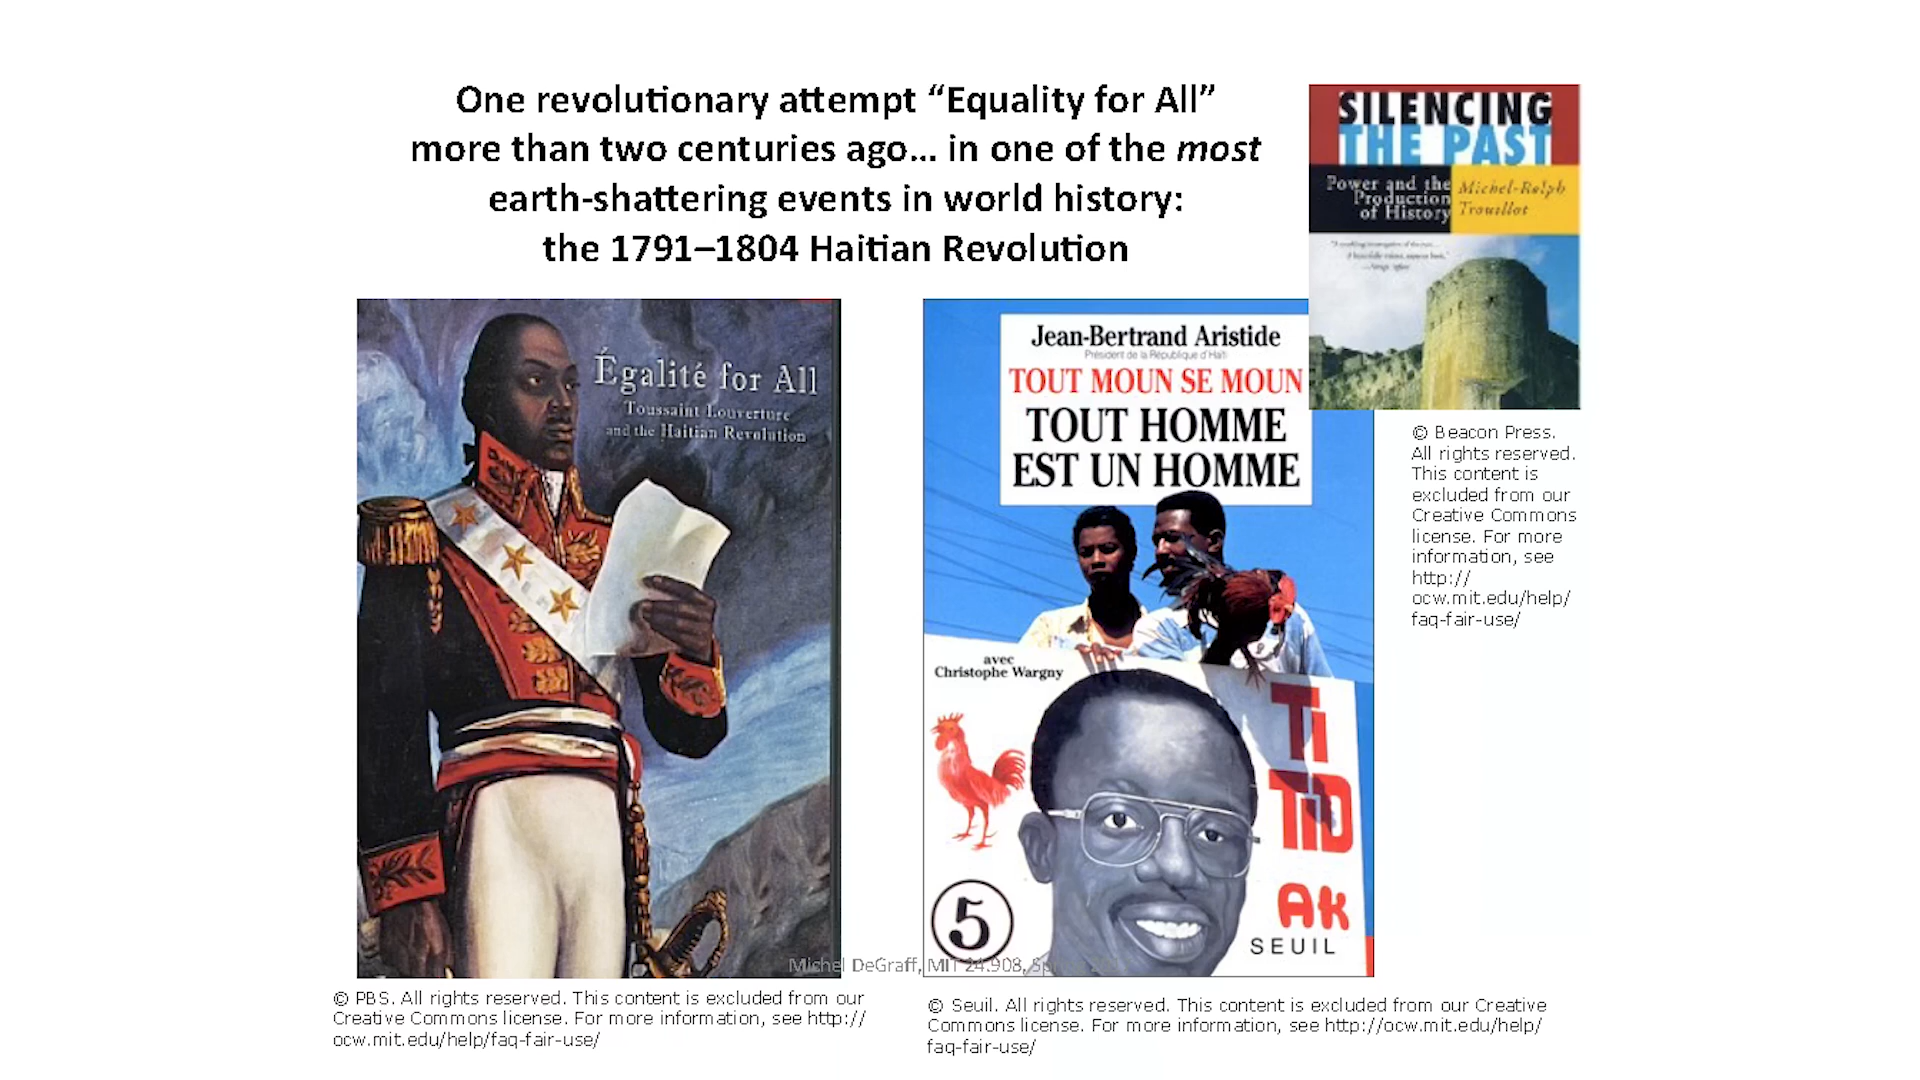 One revolutionary attempt “Equality for All”
more than two centuries ago… in one of the most
earth-shattering events in world history:
the 1791–1804 Haitian Revolution
SILENCING
THE PAST
Power and the
Production
of History
Michel-Rolph
Trouillot
Égalité for All
Toussaint Louverture
and the Haitian Revolution
Jean-Bertrand Aristide
Président de la République d'Haïti
TOUT MOUN SE MOUN
TOUT HOMME
EST UN HOMME
avec
Christophe Wargny
TI
TID
AK
5
SEUIL
© Beacon Press.
All rights reserved.
This content is
excluded from our
Creative Commons
license. For more
information, see
http://
ocw.mit.edu/help/
faq-fair-use/
Michel DeGraff, MIT 24.908,
© PBS. All rights reserved. This content is excluded from our
Creative Commons license. For more information, see http://
ocw.mit.edu/help/faq-fair-use/
© Seuil. All rights reserved. This content is excluded from our Creative
Commons license. For more information, see http://ocw.mit.edu/help/
faq-fair-use/